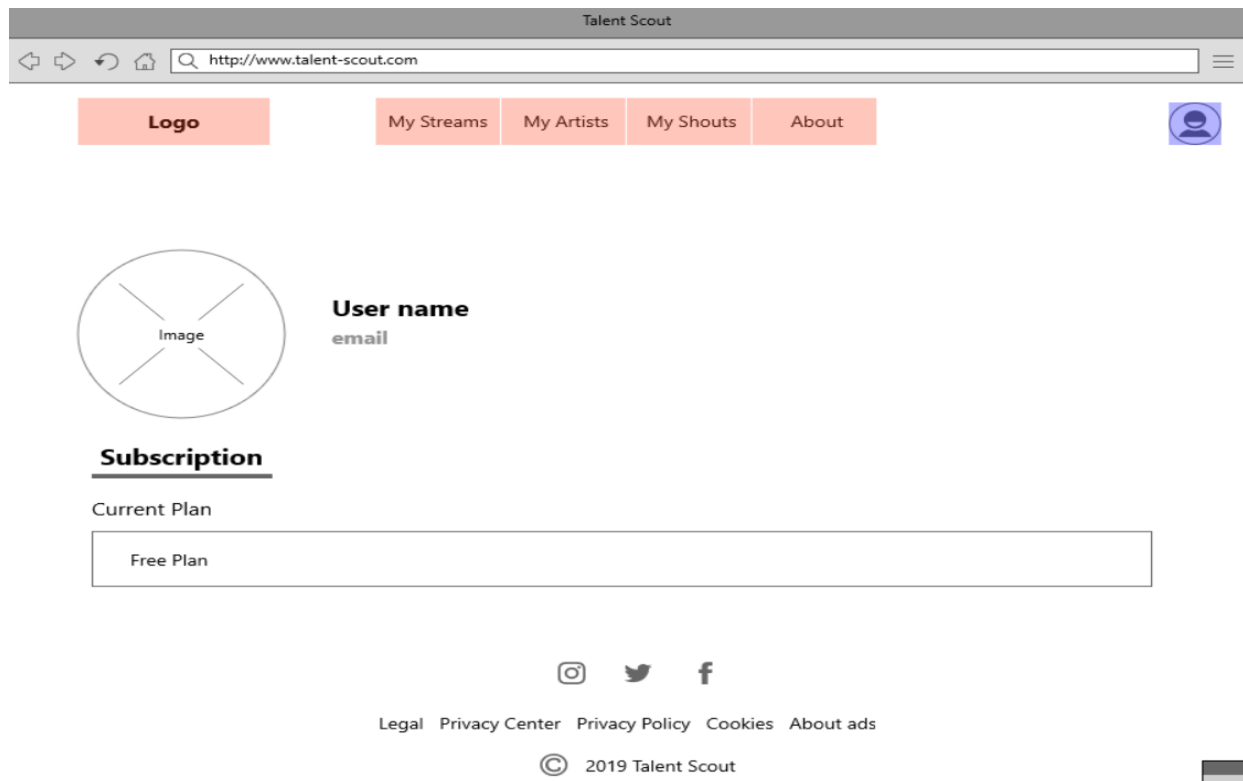 Talent Scout
http://www.talent-scout.com
Logo My Streams My Artists My Shouts About
Image
User name
email
Subscription
Current Plan
Free Plan
Legal Privacy Center Privacy Policy Cookies About ads
© 2019 Talent Scout